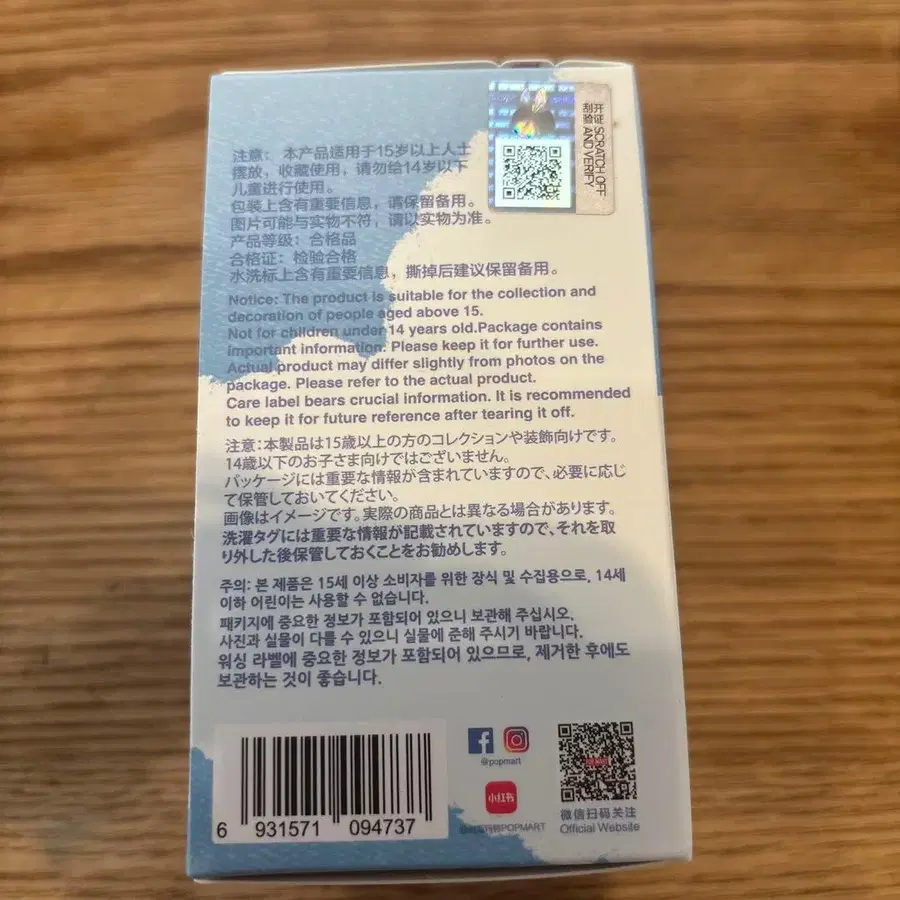 开证 SCRATCH OFF
刮验 AND VERIFY
注意: 本产品适用于15岁以上人士
摆放，收藏使用，请勿给14岁以下
儿童进行使用。
包装上含有重要信息，请保留备用。
图片可能与实物不符，请以实物为准。
产品等级：合格品
合格证：检验合格
水洗标上含有重要信息，撕掉后建议保留备用。
Notice: The product is suitable for the collection and
decoration of people aged above 15.
Not for children under 14 years old.Package contains
important information. Please keep it for further use.
Actual product may differ slightly from photos on the
package. Please refer to the actual product.
Care label bears crucial information. It is recommended
to keep it for future reference after tearing it off.
注意：本製品は15歳以上の方のコレクションや装飾向けです。
14歳以下のお子さま向けではございません。
パッケージには重要な情報が含まれていますので、必要に応じ
て保管しておいてください。
画像はイメージです。実際の商品とは異なる場合があります。
洗濯タグには重要な情報が記載されていますので、それを取
り外した後保管しておくことをお勧めします。
주의: 본 제품은 15세 이상 소비자를 위한 장식 및 수집용으로, 14세
이하 어린이는 사용할 수 없습니다.
패키지에 중요한 정보가 포함되어 있으니 보관해 주십시오.
사진과 실물이 다를 수 있으니 실물에 준해 주시기 바랍니다.
워싱 라벨에 중요한 정보가 포함되어 있으므로, 제거한 후에도
보관하는 것이 좋습니다.
6 931571 094737
@popmart
小红书
POPMART
POP MART
微信扫码关注
Official Website